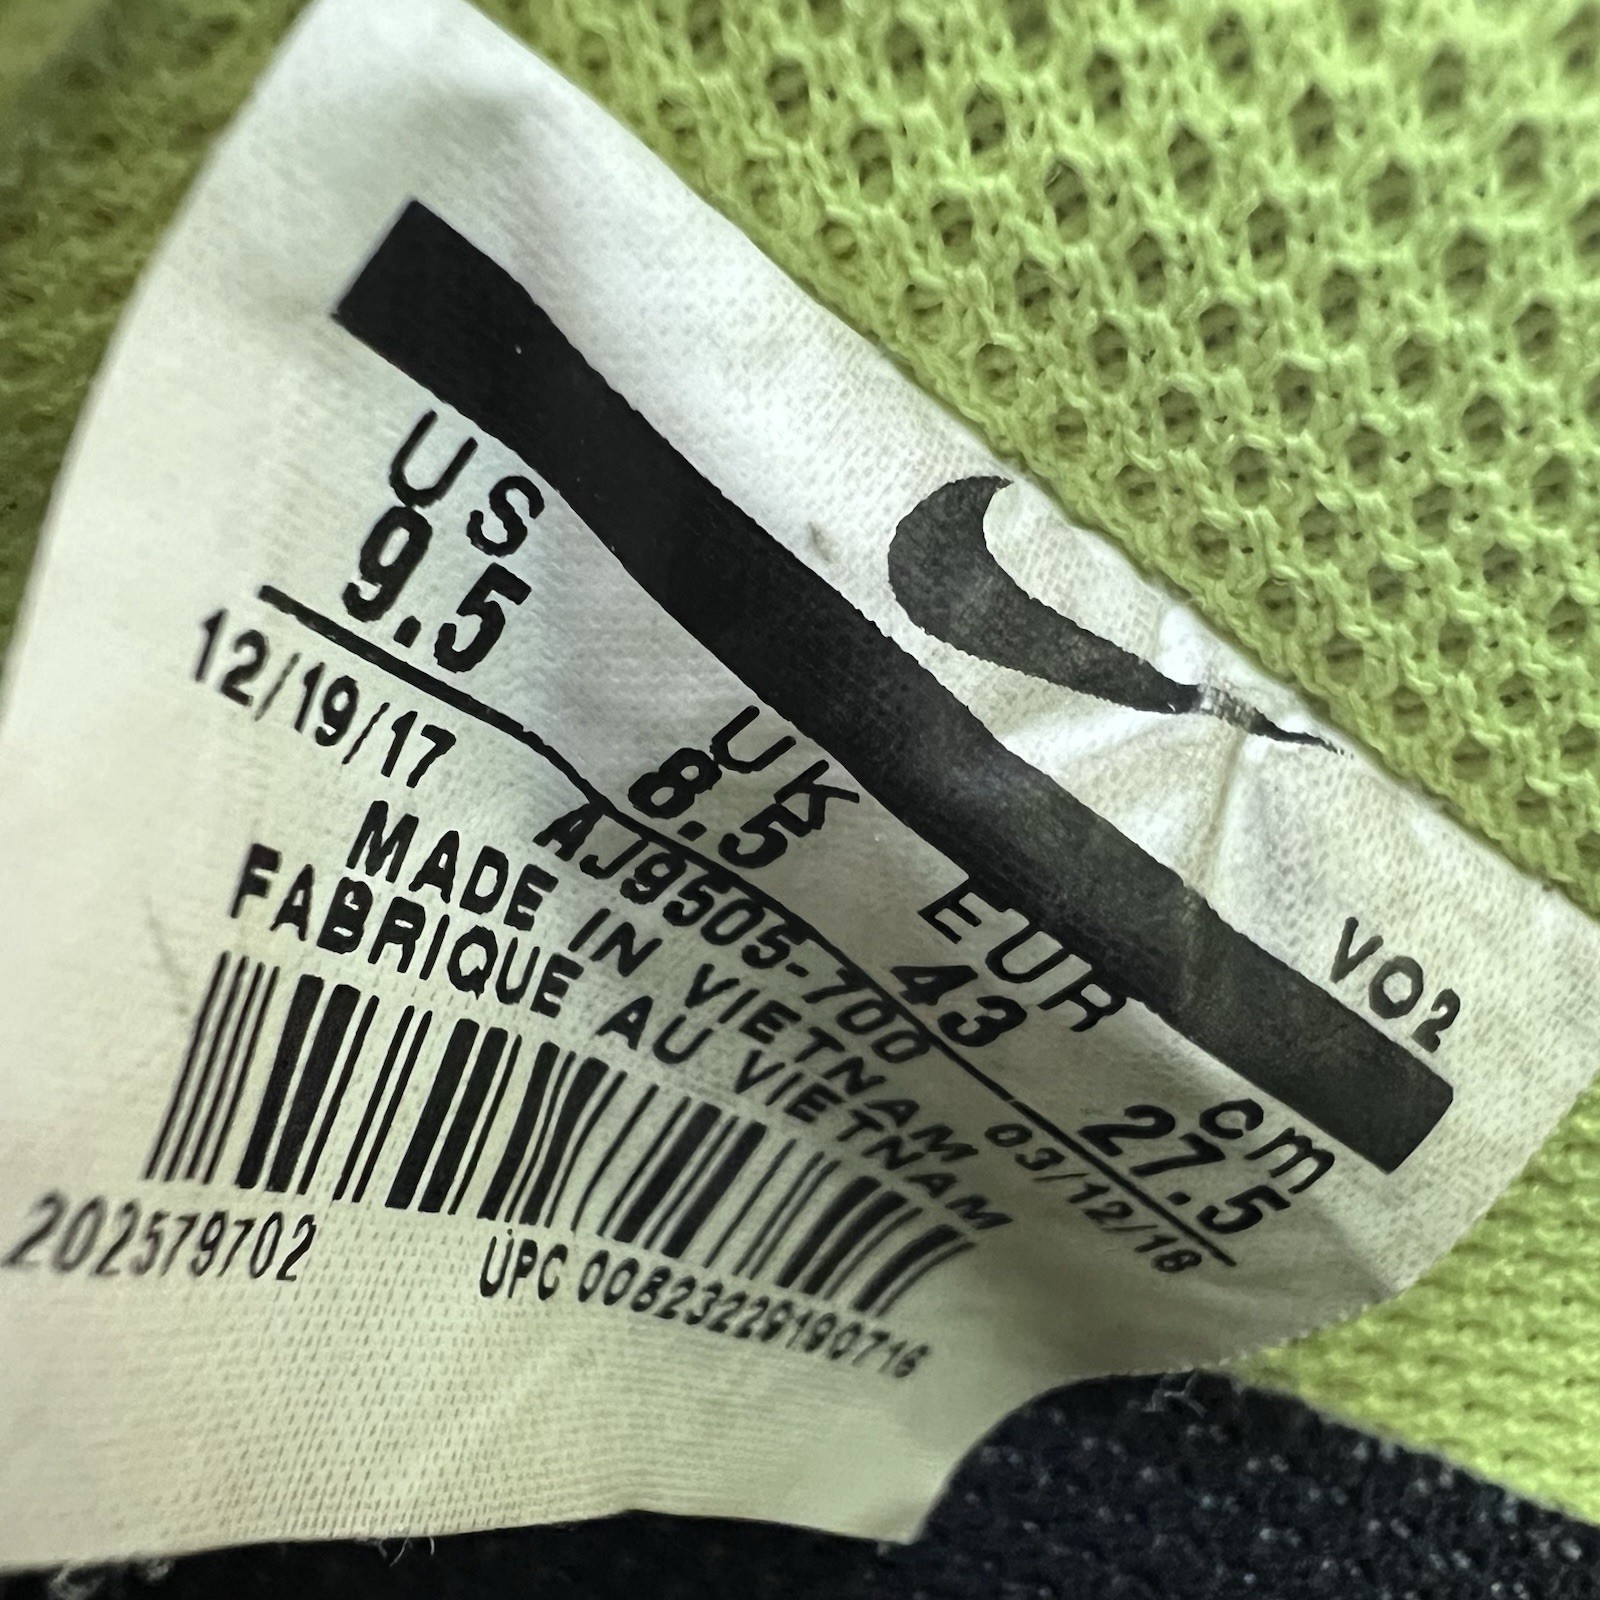 VQ2
US UK EUR cm
9.5 8.5 43 27.5
12/19/17 AJ9505-700 03/12/18
MADE IN VIETNAM
FABRIQUE AU VIETNAM
202579702 UPC 00823229190716